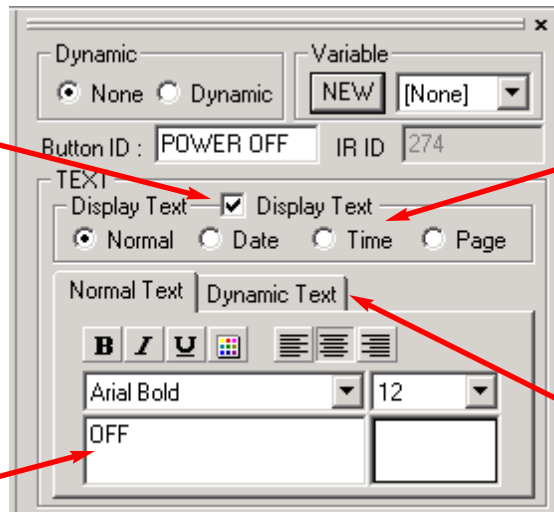 Dynamic Variable
None Dynamic NEW [None]
Button ID : POWER OFF IR ID 274
TEXT
Display Text Display Text
Normal Date Time Page
Normal Text Dynamic Text
B I U
Arial Bold 12
OFF